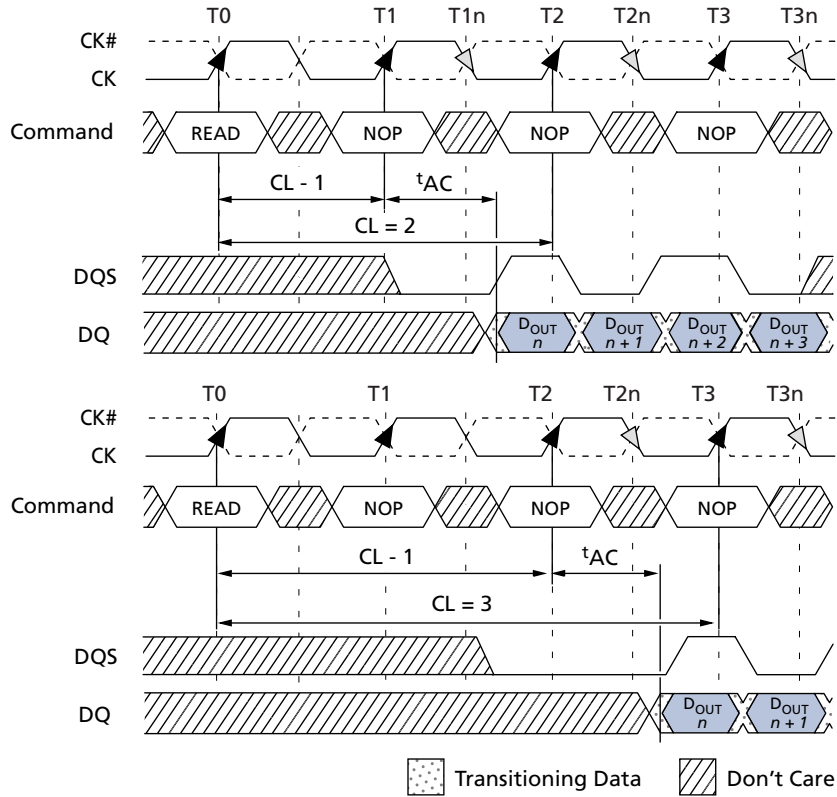 T0 T1 T1n T2 T2n T3 T3n
CK#
CK
Command READ NOP NOP NOP
CL - 1 tAC
CL = 2
DQS
DQ DOUT n DOUT n + 1 DOUT n + 2 DOUT n + 3
T0 T1 T2 T2n T3 T3n
CK#
CK
Command READ NOP NOP NOP
CL - 1 tAC
CL = 3
DQS
DQ DOUT n DOUT n + 1
Transitioning Data Don't Care